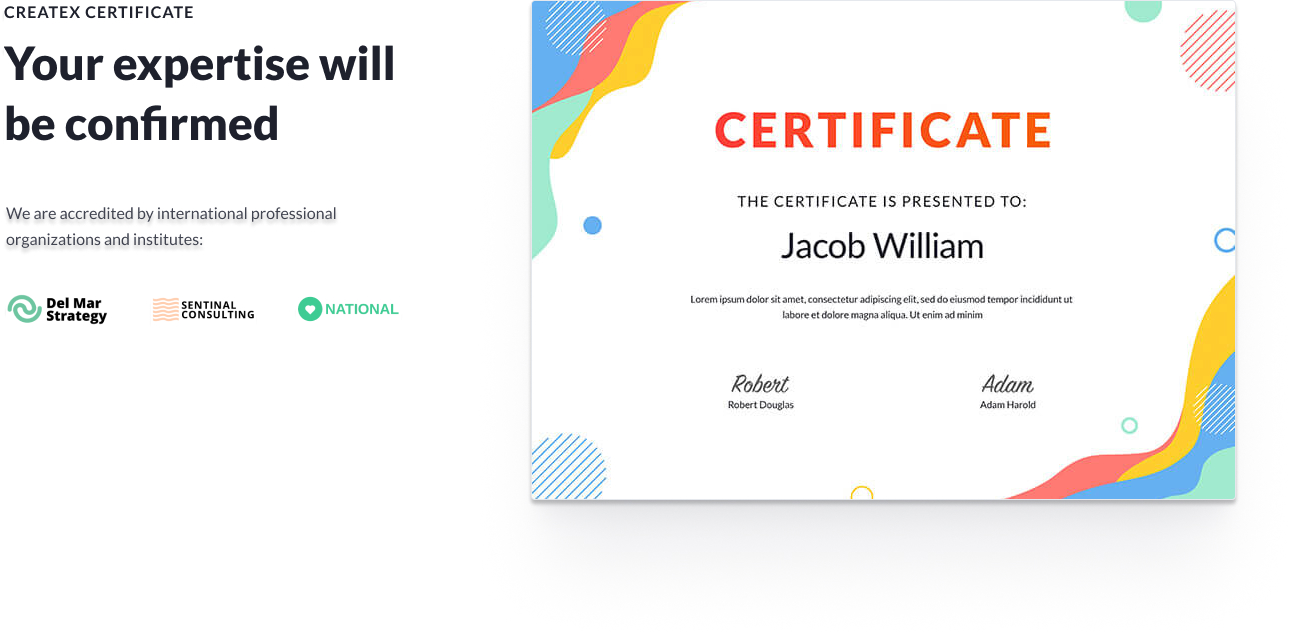 CREATEX CERTIFICATE
Your expertise will
be confirmed
We are accredited by international professional
organizations and institutes:
Del Mar
Strategy
SENTINAL
CONSULTING
NATIONAL
CERTIFICATE
THE CERTIFICATE IS PRESENTED TO:
Jacob William
Lorem ipsum dolor sit amet, consectetur adipiscing elit, sed do eiusmod tempor incididunt ut
labore et dolore magna aliqua. Ut enim ad minim
Robert
Robert Douglas
Adam
Adam Harold